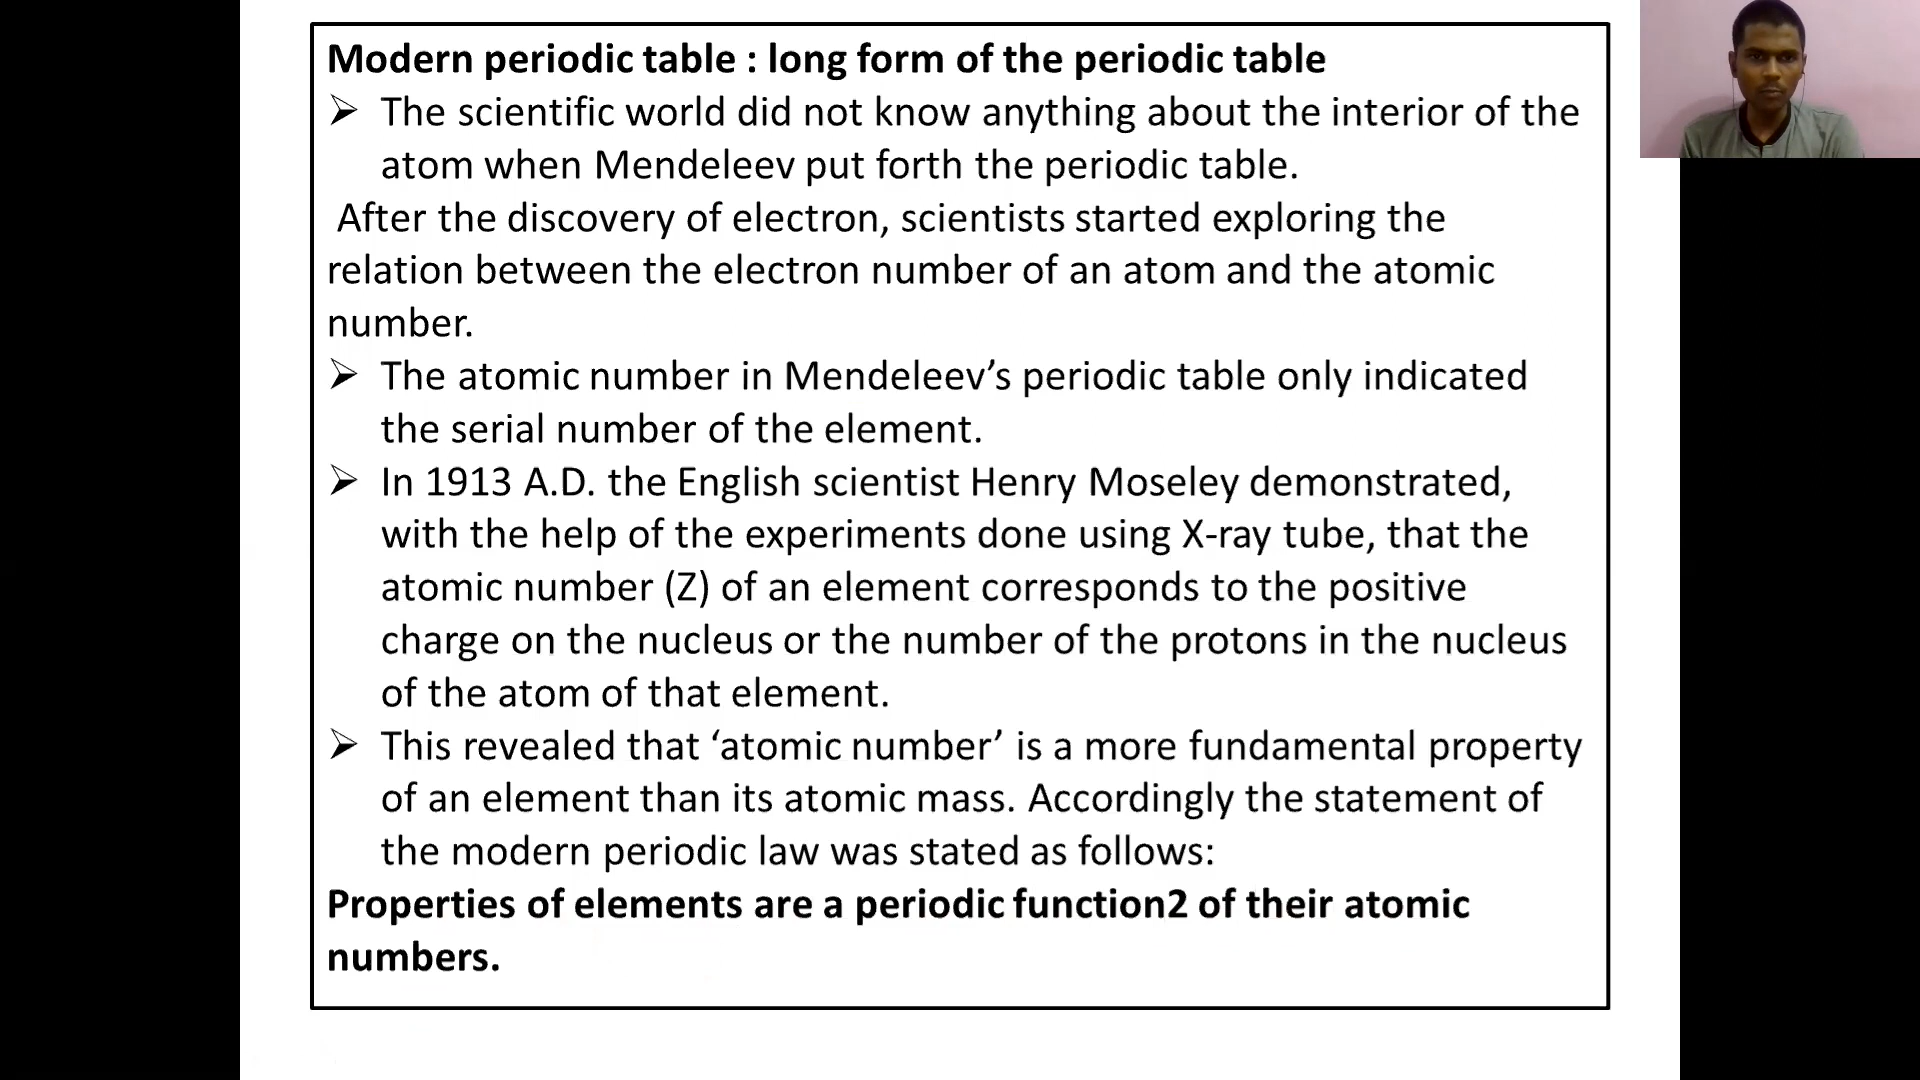 Modern periodic table : long form of the periodic table
➢ The scientific world did not know anything about the interior of the
atom when Mendeleev put forth the periodic table.
After the discovery of electron, scientists started exploring the
relation between the electron number of an atom and the atomic
number.
➢ The atomic number in Mendeleev’s periodic table only indicated
the serial number of the element.
➢ In 1913 A.D. the English scientist Henry Moseley demonstrated,
with the help of the experiments done using X-ray tube, that the
atomic number (Z) of an element corresponds to the positive
charge on the nucleus or the number of the protons in the nucleus
of the atom of that element.
➢ This revealed that ‘atomic number’ is a more fundamental property
of an element than its atomic mass. Accordingly the statement of
the modern periodic law was stated as follows:
Properties of elements are a periodic function2 of their atomic
numbers.